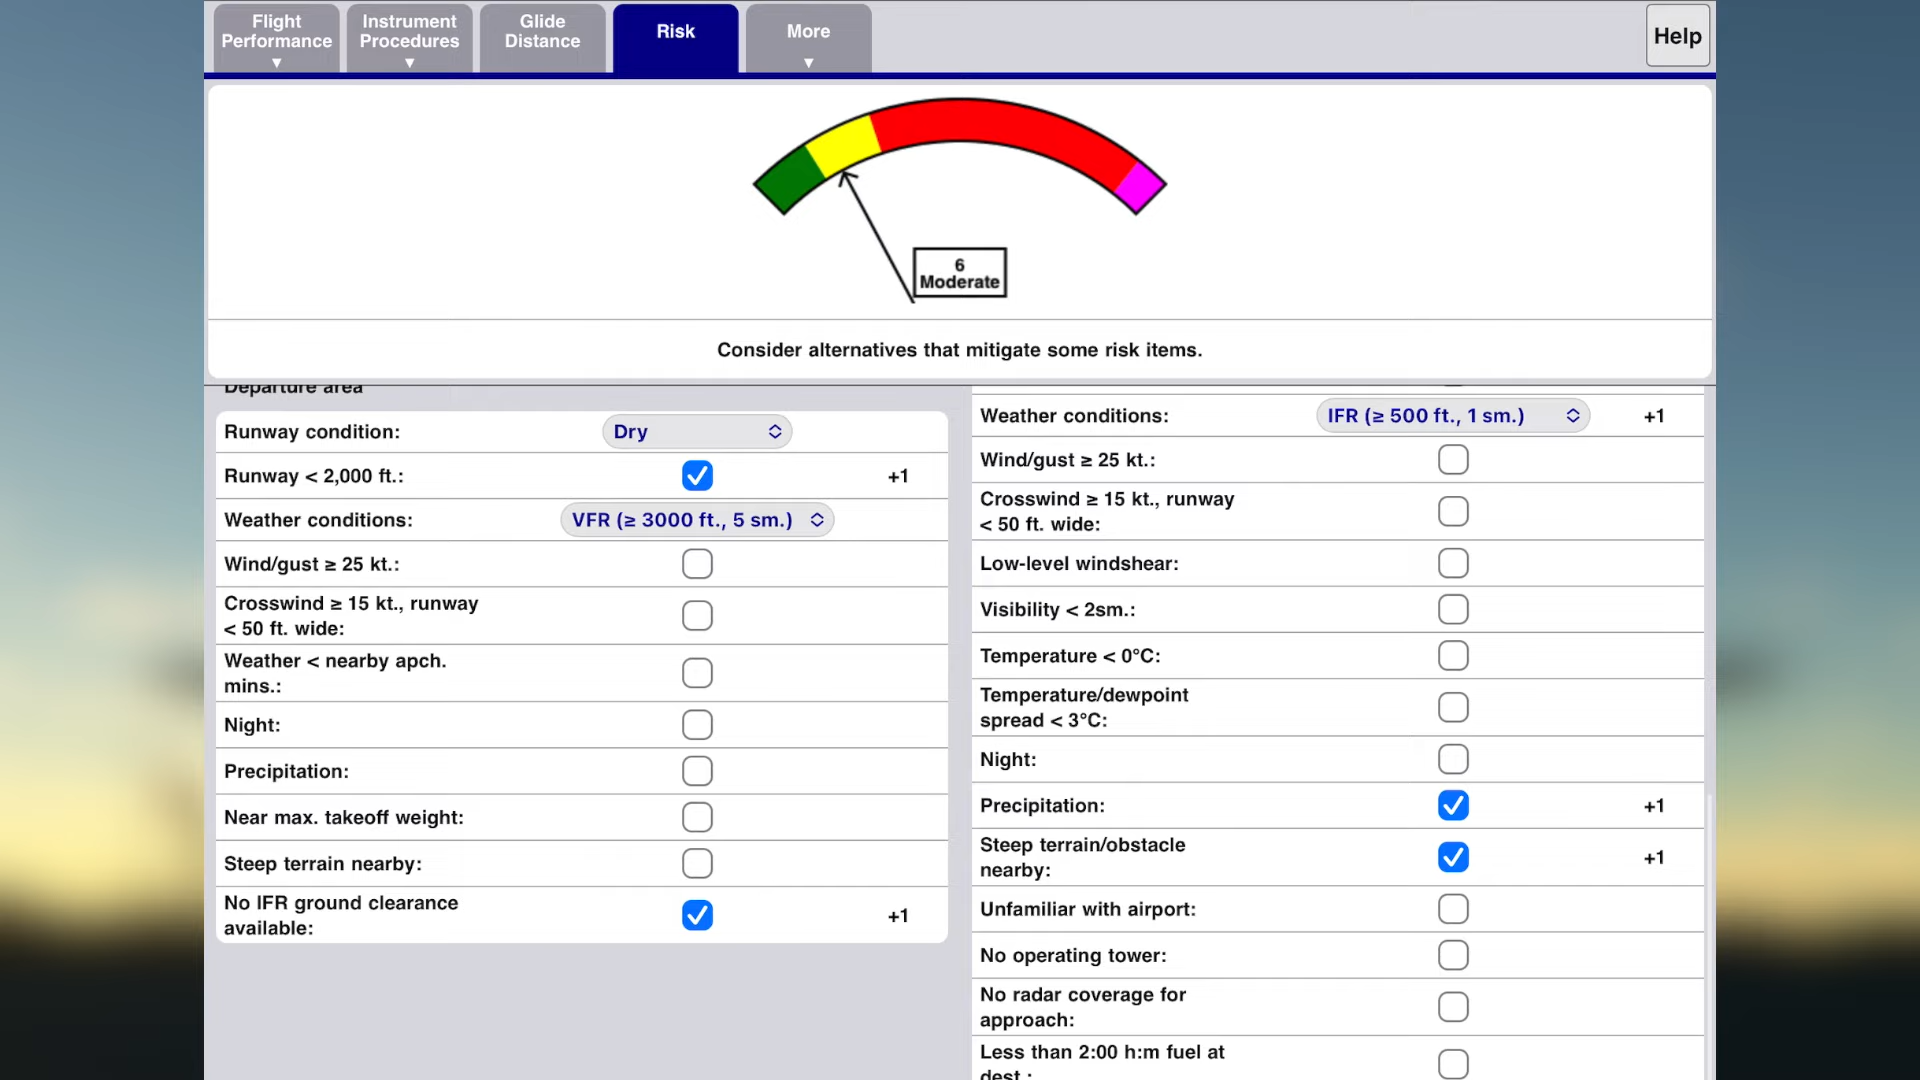 Flight
Performance
▼
Instrument
Procedures
▼
Glide
Distance
Risk
More
▼
Help
6
Moderate
Consider alternatives that mitigate some risk items.
Departure area
Runway condition:
Dry
Runway < 2,000 ft.:
+1
Weather conditions:
VFR (≥ 3000 ft., 5 sm.)
Wind/gust ≥ 25 kt.:
Crosswind ≥ 15 kt., runway
< 50 ft. wide:
Weather < nearby apch.
mins.:
Night:
Precipitation:
Near max. takeoff weight:
Steep terrain nearby:
No IFR ground clearance
available:
+1
Weather conditions:
IFR (≥ 500 ft., 1 sm.)
+1
Wind/gust ≥ 25 kt.:
Crosswind ≥ 15 kt., runway
< 50 ft. wide:
Low-level windshear:
Visibility < 2sm.:
Temperature < 0°C:
Temperature/dewpoint
spread < 3°C:
Night:
Precipitation:
+1
Steep terrain/obstacle
nearby:
+1
Unfamiliar with airport:
No operating tower:
No radar coverage for
approach:
Less than 2:00 h:m fuel at
dest.: